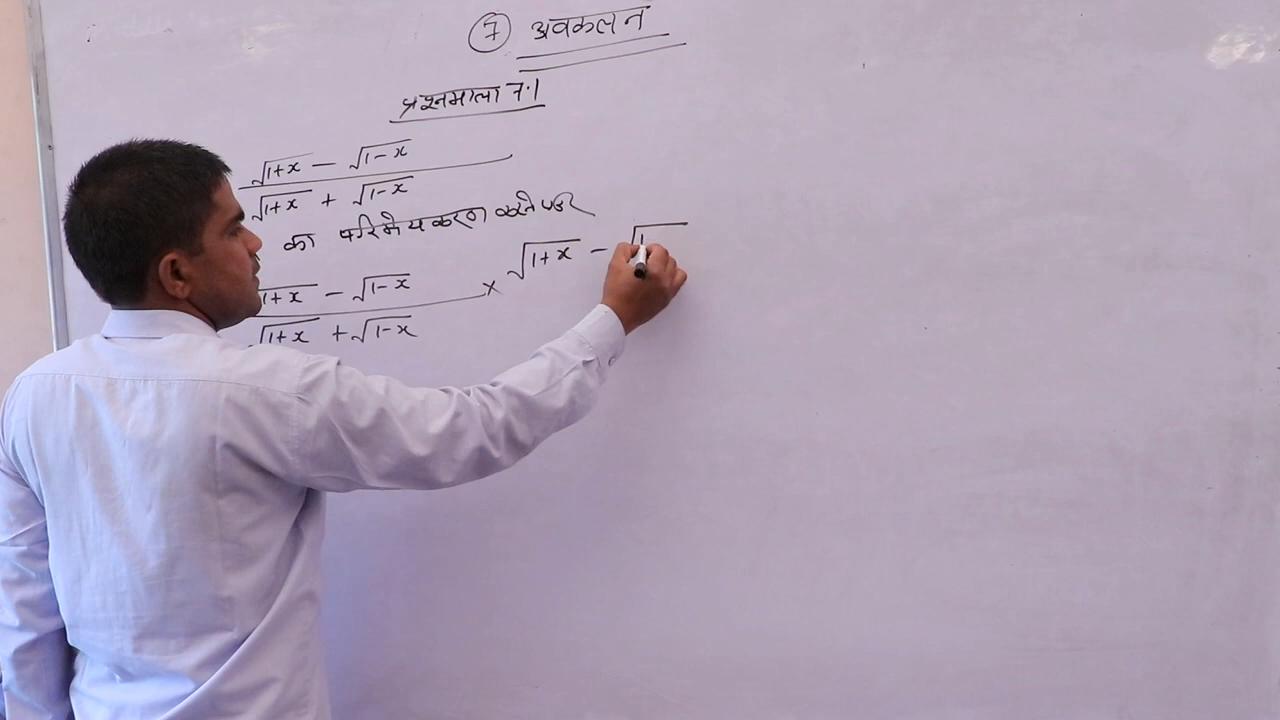 ⑦ अवकलन
प्रश्नमाला 7.1
√1+x − √1−x
√1+x + √1−x
का परिमेयकरण करने पर
√1+x − √1−x × √1+x − √1
√1+x + √1−x